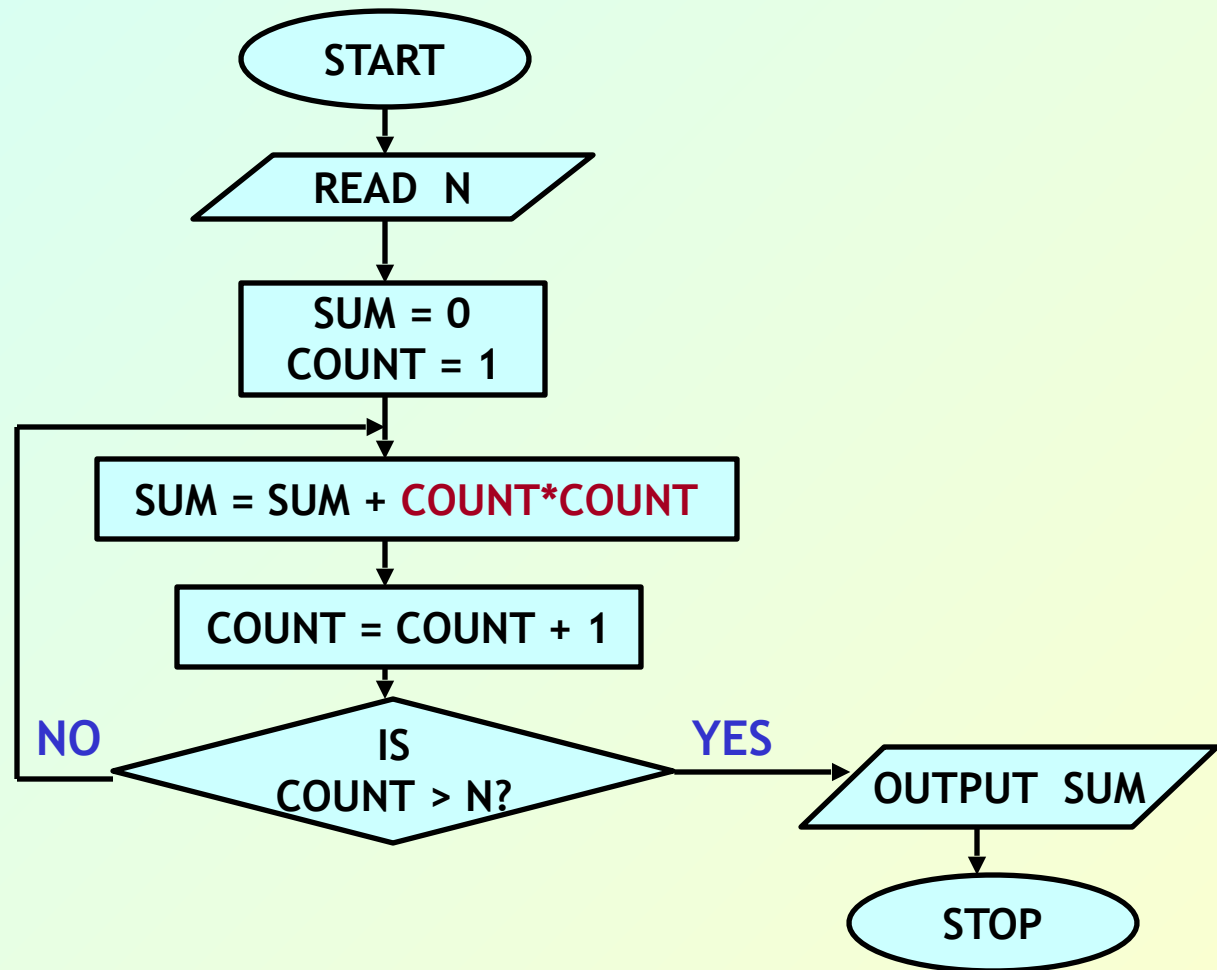 START
READ N
SUM = 0
COUNT = 1
SUM = SUM + COUNT*COUNT
COUNT = COUNT + 1
NO
IS
COUNT > N?
YES
OUTPUT SUM
STOP